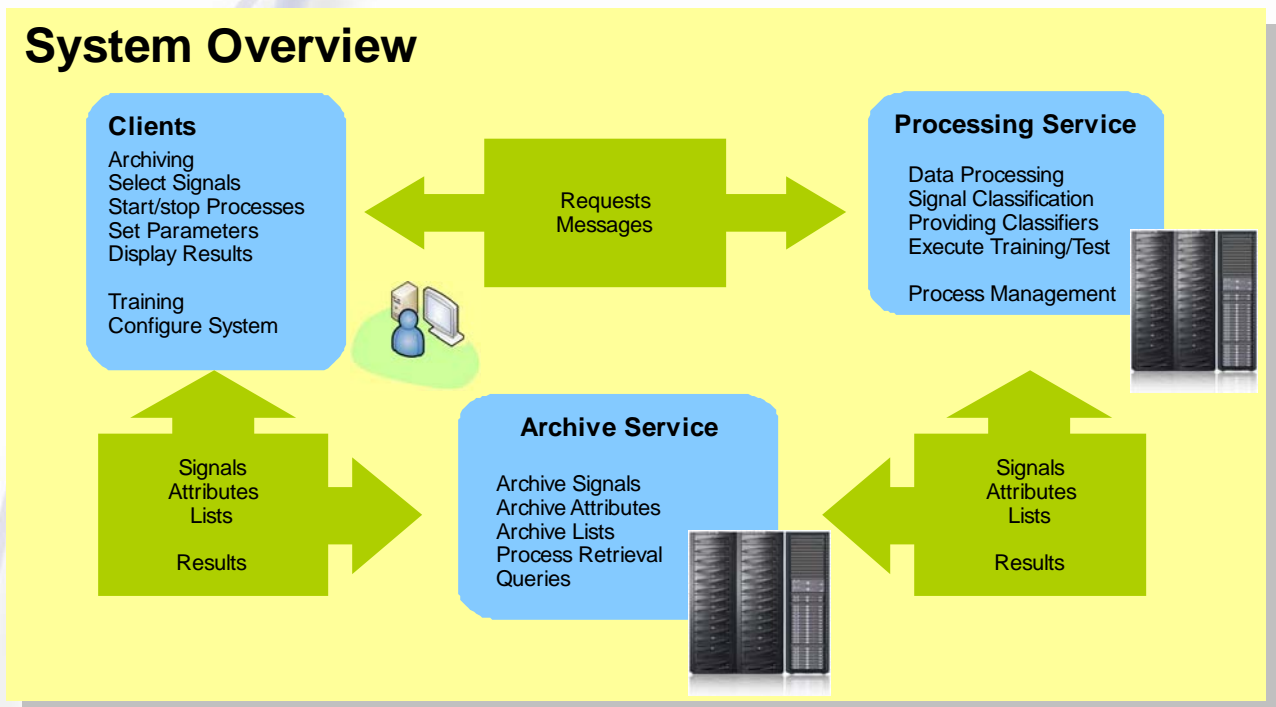 System Overview
Clients
Archiving
Select Signals
Start/stop Processes
Set Parameters
Display Results
Training
Configure System
Requests
Messages
Processing Service
Data Processing
Signal Classification
Providing Classifiers
Execute Training/Test
Process Management
Signals
Attributes
Lists
Results
Archive Service
Archive Signals
Archive Attributes
Archive Lists
Process Retrieval
Queries
Signals
Attributes
Lists
Results